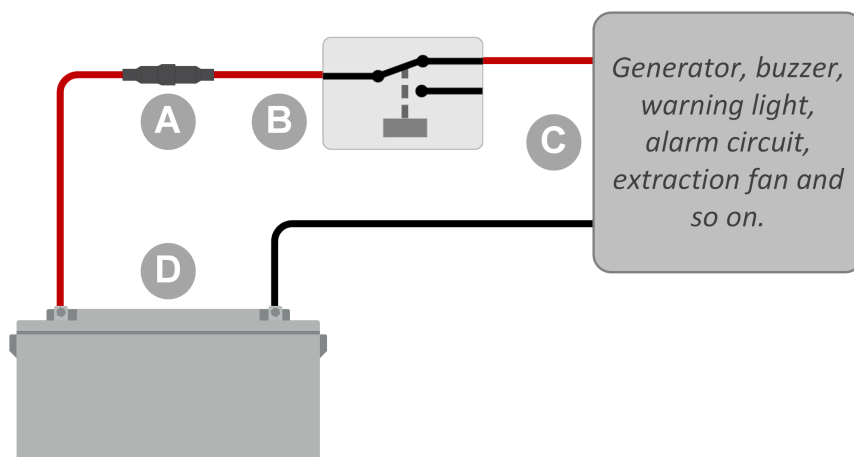 A
B
C
D
Generator, buzzer,
warning light,
alarm circuit,
extraction fan and
so on.